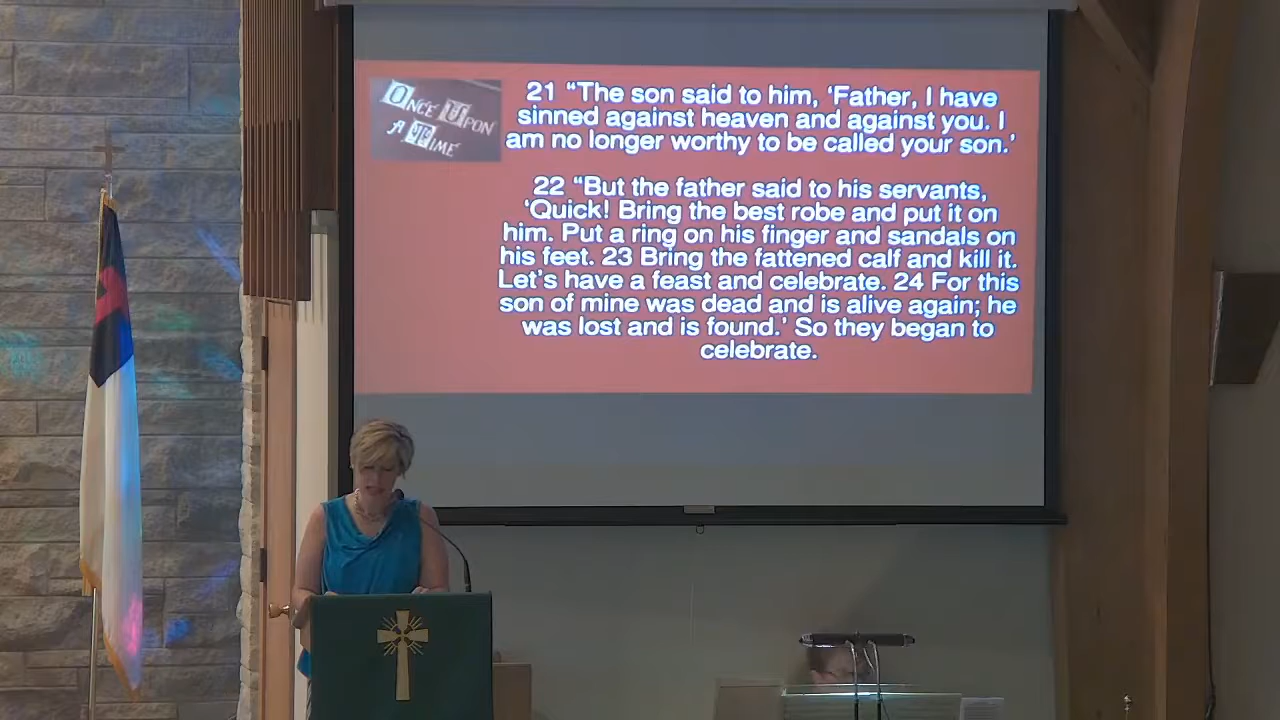 ONCE UPON
A TIME
21 “The son said to him, ‘Father, I have
sinned against heaven and against you. I
am no longer worthy to be called your son.’
22 “But the father said to his servants,
‘Quick! Bring the best robe and put it on
him. Put a ring on his finger and sandals on
his feet. 23 Bring the fattened calf and kill it.
Let’s have a feast and celebrate. 24 For this
son of mine was dead and is alive again; he
was lost and is found.’ So they began to
celebrate.